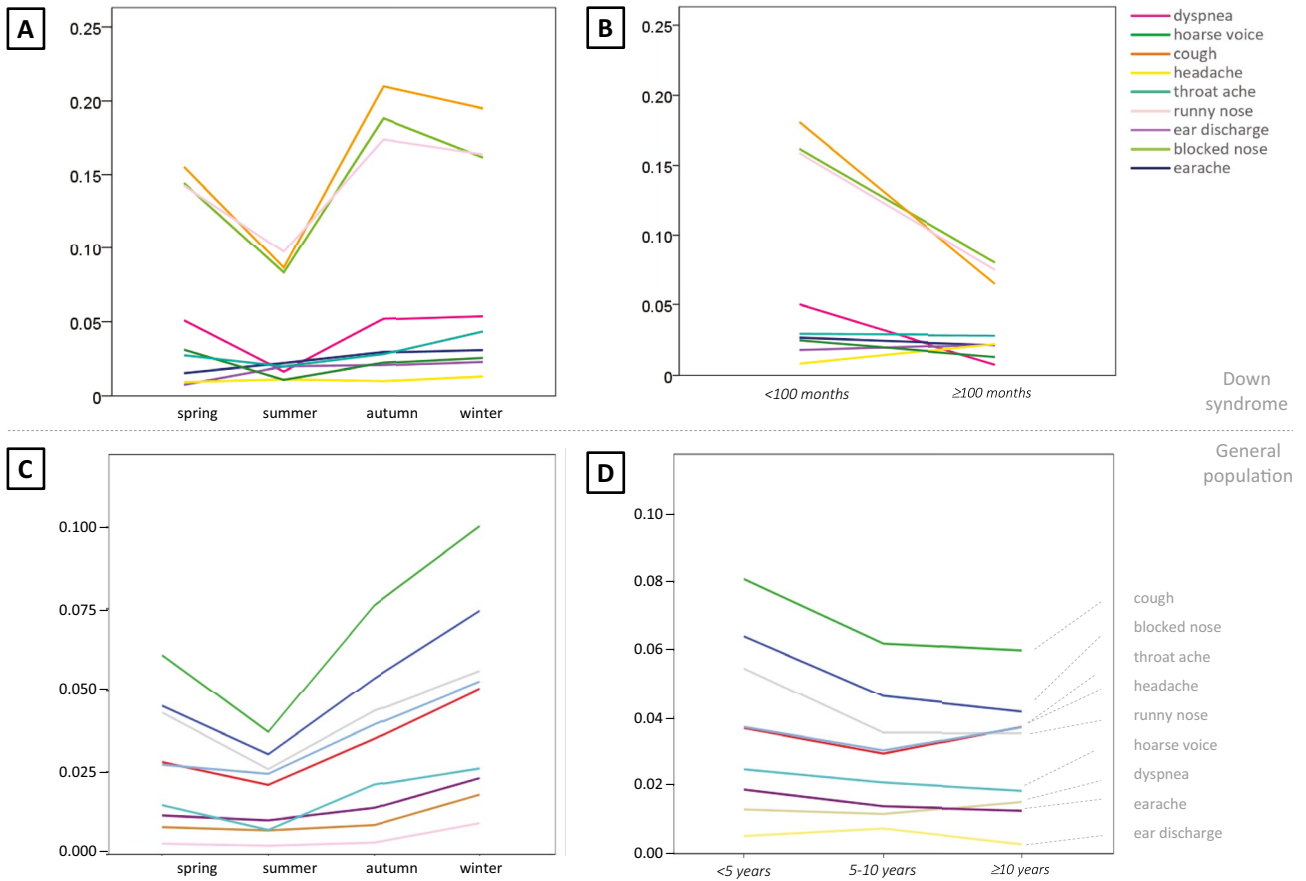 A
0.25
0.20
0.15
0.10
0.05
0
spring summer autumn winter
B
0.25
0.20
0.15
0.10
0.05
0
<100 months ≥100 months
dyspnea
hoarse voice
cough
headache
throat ache
runny nose
ear discharge
blocked nose
earache
Down
syndrome
General
population
C
0.100
0.075
0.050
0.025
0.000
spring summer autumn winter
D
0.10
0.08
0.06
0.04
0.02
0.00
<5 years 5-10 years ≥10 years
cough
blocked nose
throat ache
headache
runny nose
hoarse voice
dyspnea
earache
ear discharge